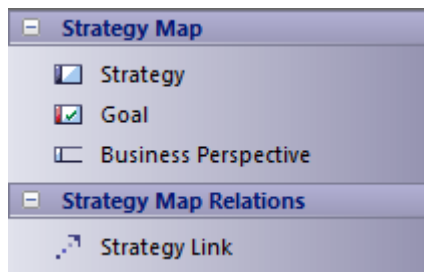 Strategy Map
Strategy
Goal
Business Perspective
Strategy Map Relations
Strategy Link